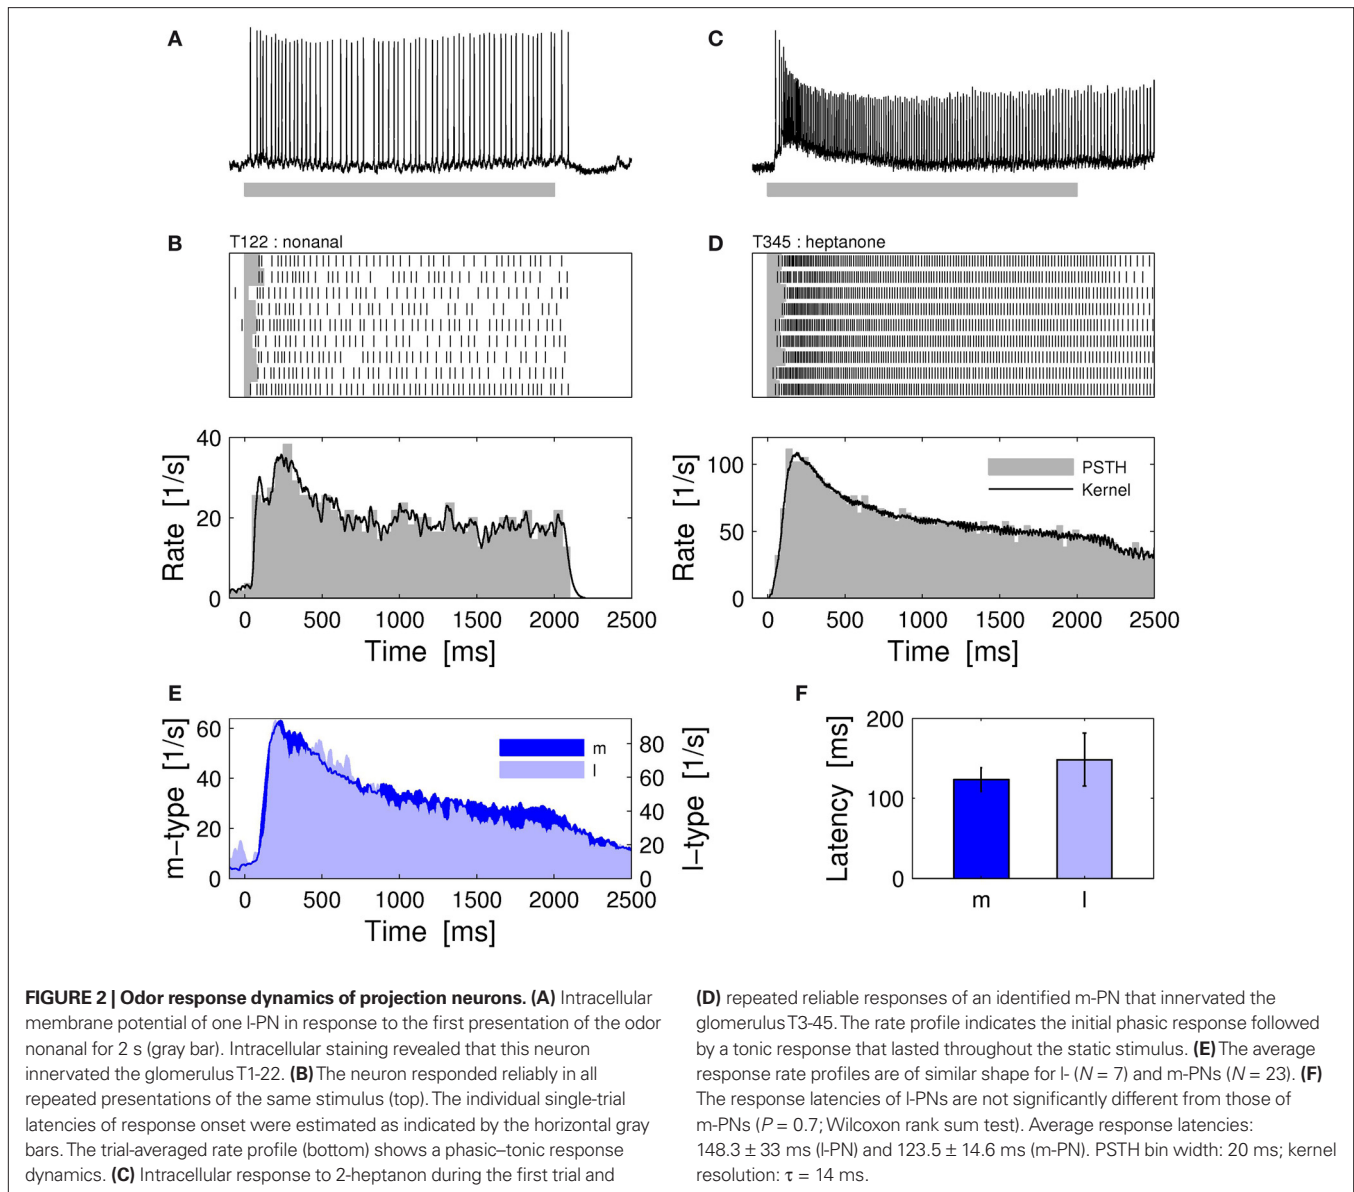 A
C
B
T122 : nonanal
D
T345 : heptanone
40
20
0
Rate [1/s]
0 500 1000 1500 2000 2500
Time [ms]
100
50
0
Rate [1/s]
PSTH
Kernel
0 500 1000 1500 2000 2500
Time [ms]
E
60
40
20
0
m−type [1/s]
m
l
80
60
40
20
0
l−type [1/s]
0 500 1000 1500 2000 2500
Time [ms]
F
200
100
0
Latency [ms]
m l
FIGURE 2 | Odor response dynamics of projection neurons. (A) Intracellular
membrane potential of one l-PN in response to the first presentation of the odor
nonanal for 2 s (gray bar). Intracellular staining revealed that this neuron
innervated the glomerulus T1-22. (B) The neuron responded reliably in all
repeated presentations of the same stimulus (top). The individual single-trial
latencies of response onset were estimated as indicated by the horizontal gray
bars. The trial-averaged rate profile (bottom) shows a phasic–tonic response
dynamics. (C) Intracellular response to 2-heptanon during the first trial and
(D) repeated reliable responses of an identified m-PN that innervated the
glomerulus T3-45. The rate profile indicates the initial phasic response followed
by a tonic response that lasted throughout the static stimulus. (E) The average
response rate profiles are of similar shape for l- (N = 7) and m-PNs (N = 23). (F)
The response latencies of l-PNs are not significantly different from those of
m-PNs (P = 0.7; Wilcoxon rank sum test). Average response latencies:
148.3 ± 33 ms (l-PN) and 123.5 ± 14.6 ms (m-PN). PSTH bin width: 20 ms; kernel
resolution: τ = 14 ms.